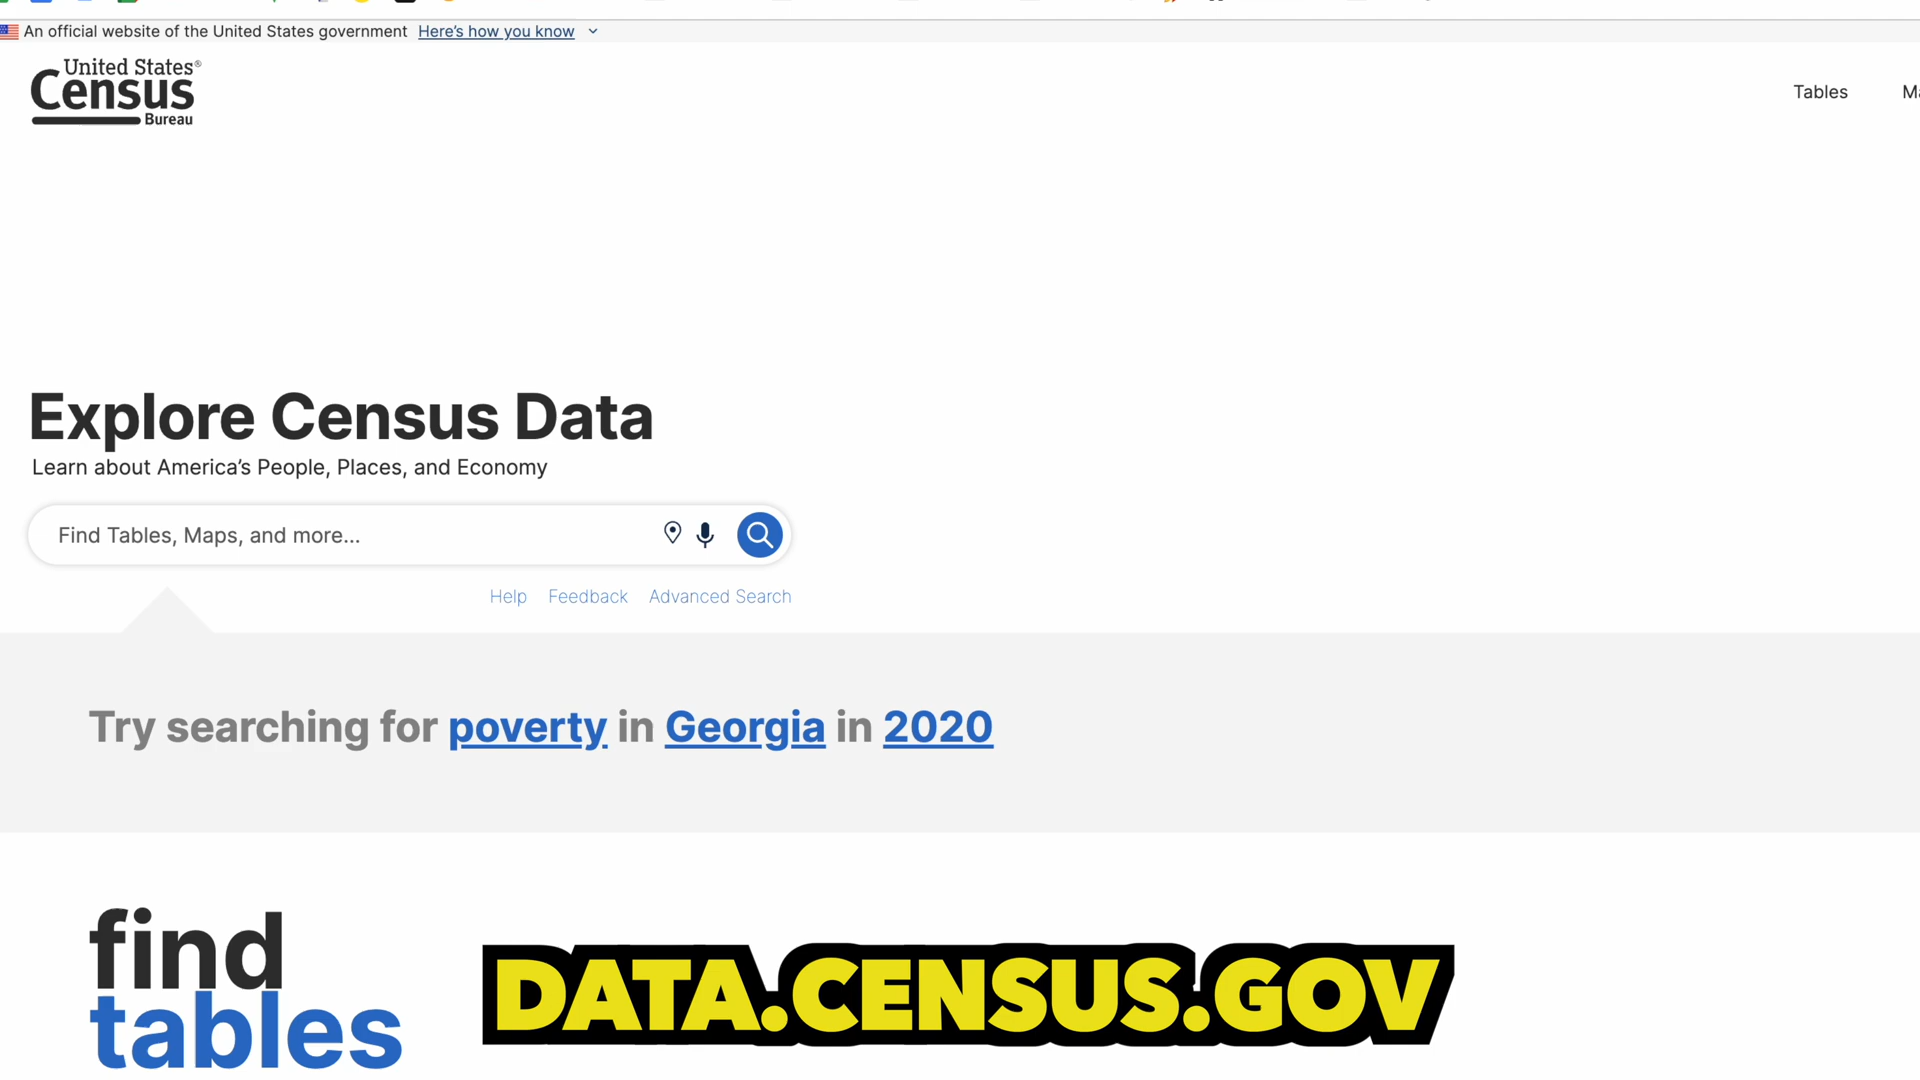 An official website of the United States government Here's how you know
United States®
Census
Bureau
Tables
Explore Census Data
Learn about America's People, Places, and Economy
Find Tables, Maps, and more...
Help Feedback Advanced Search
Try searching for poverty in Georgia in 2020
find
tables
DATA.CENSUS.GOV